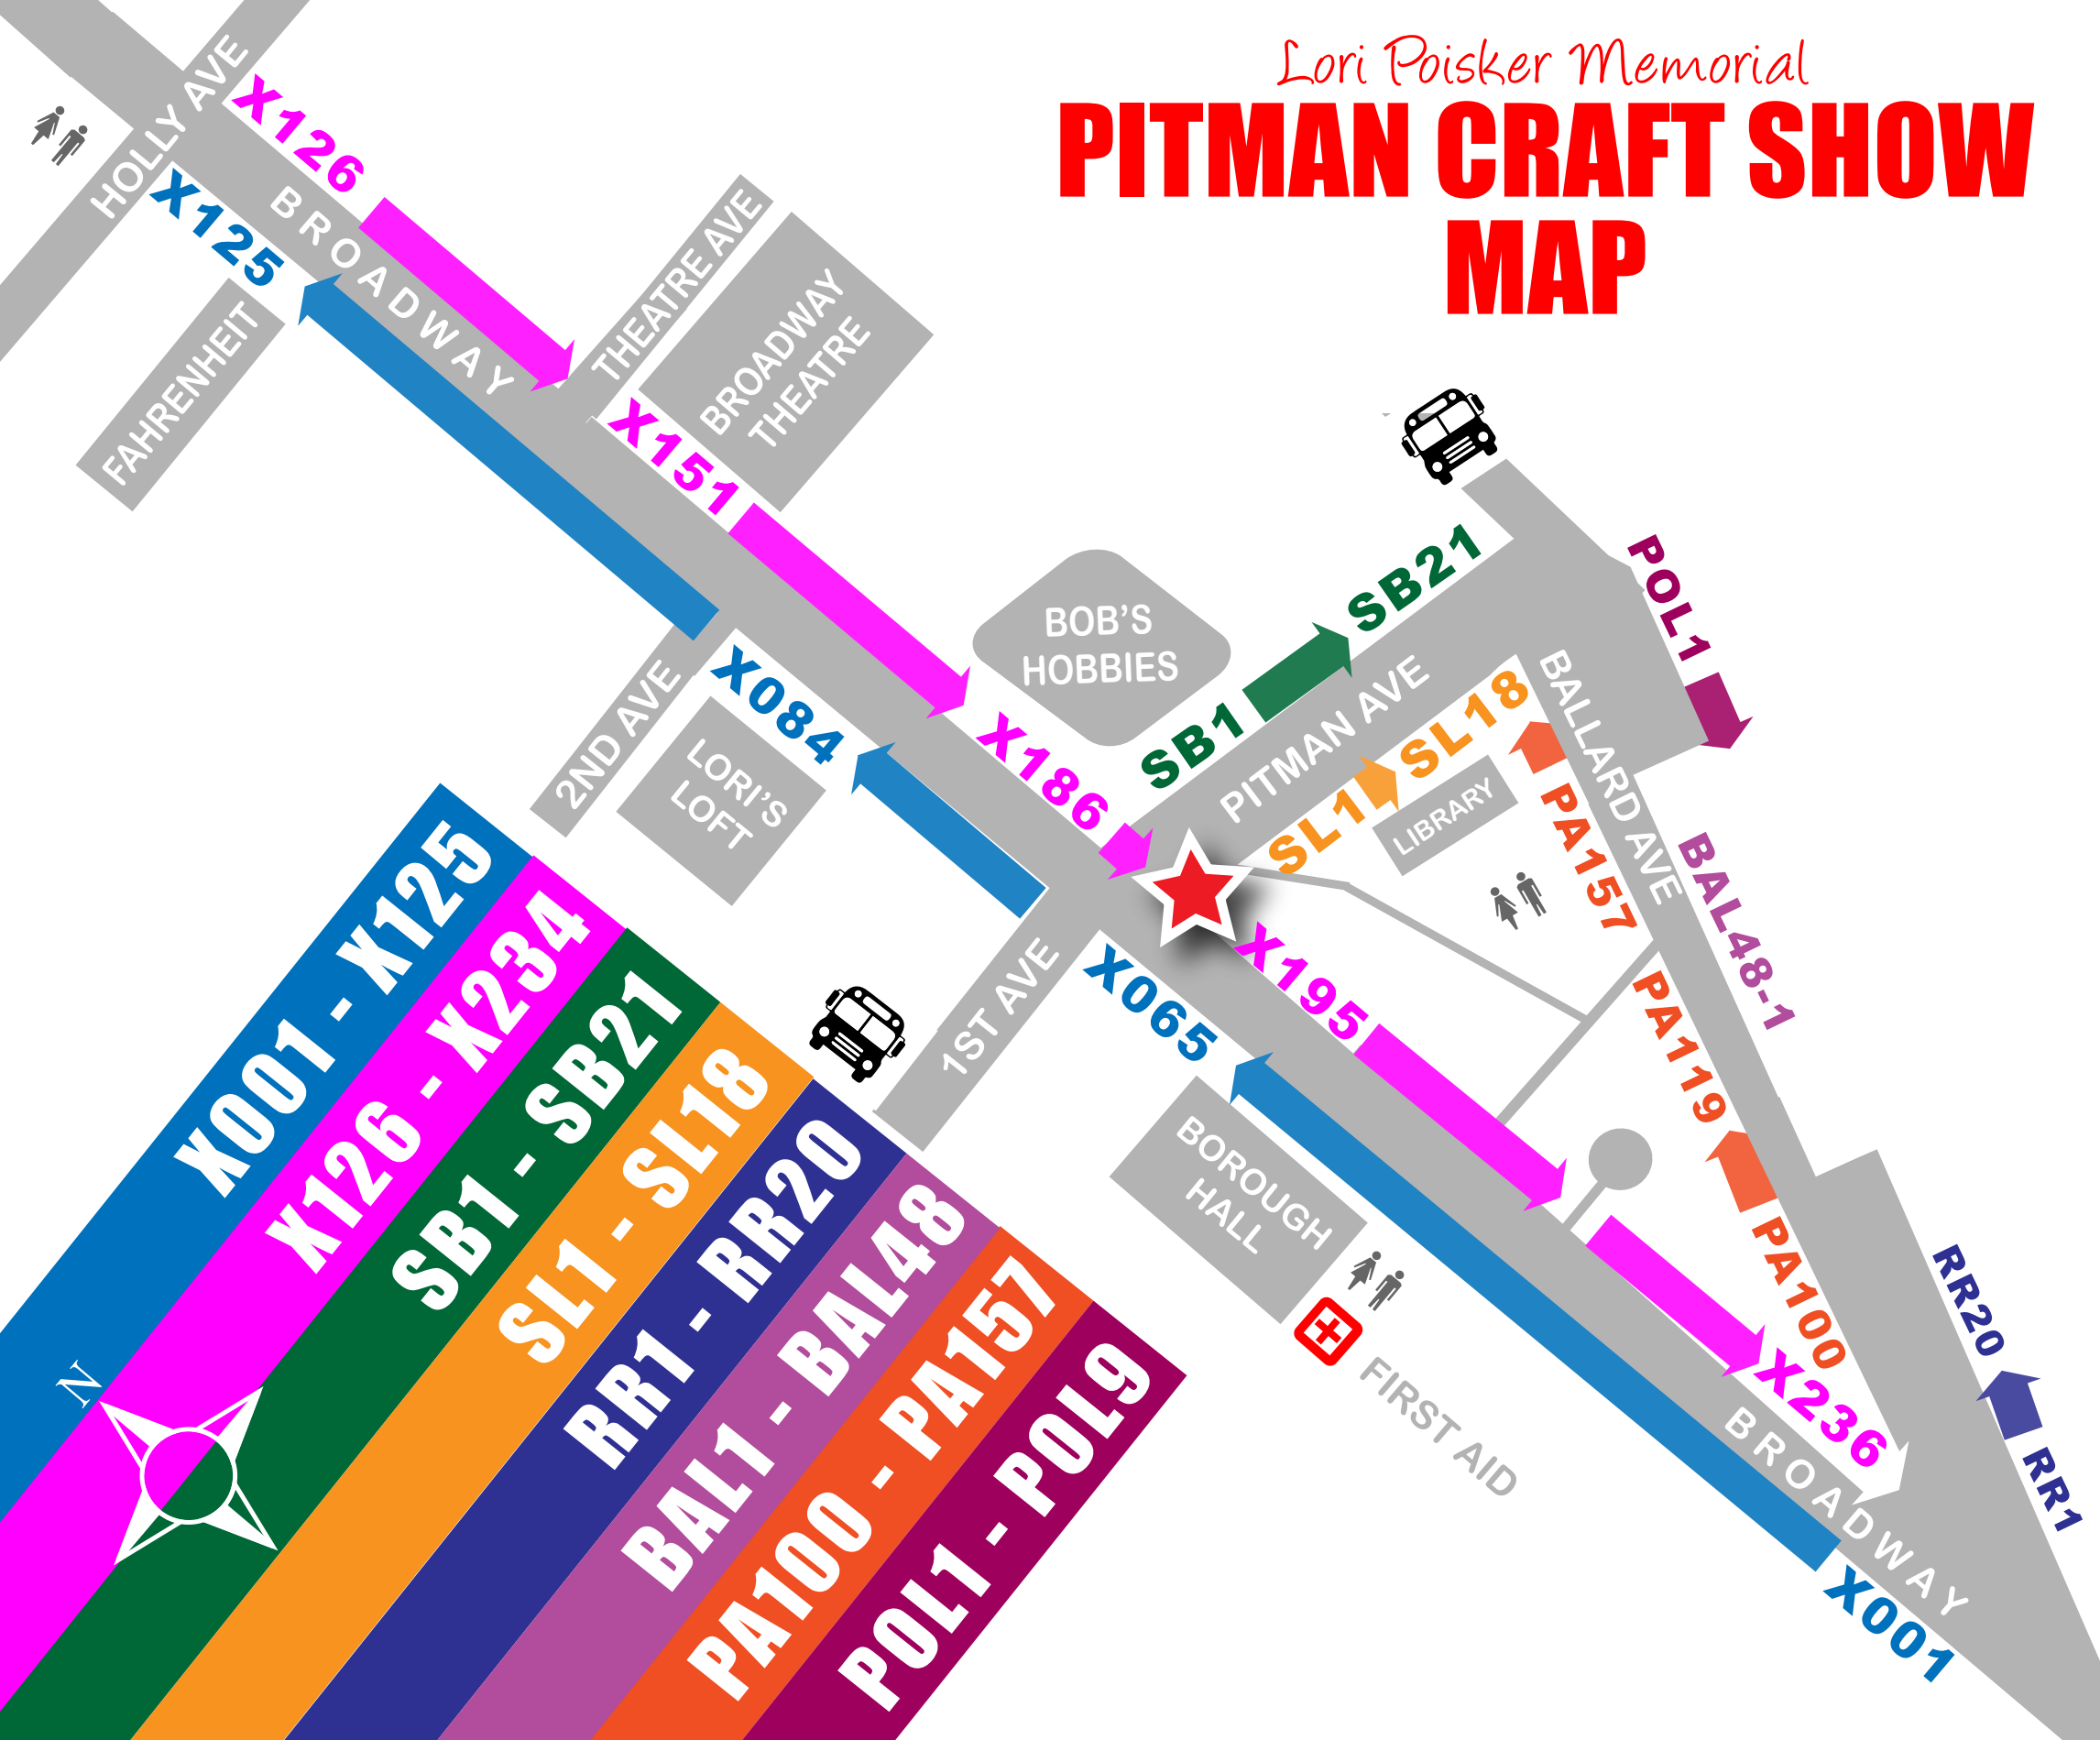 Lori Poisker Memorial
PITMAN CRAFT SHOW
MAP
HOLLY AVE
X126
X125
BROADWAY
FAHRENHEIT
THEATRE AVE
BROADWAY
THEATRE
X151
2ND AVE
LORI'S
LOFT
X084
BOB'S
HOBBIES
X186
SB1
SB21
PITMAN AVE
SL1
SL18
LIBRARY
POL1
BALLARD AVE
PA157
BAL48-1
PA119
PA100
1ST AVE
X065
X195
BOROUGH
HALL
FIRST AID
X236
RR20
RR1
BROADWAY
X001
X001 - X125
X126 - X234
SB1 - SB21
SL1 - SL18
RR1 - RR20
BAL1 - BAL48
PA100 - PA157
POL1 - POL9
N